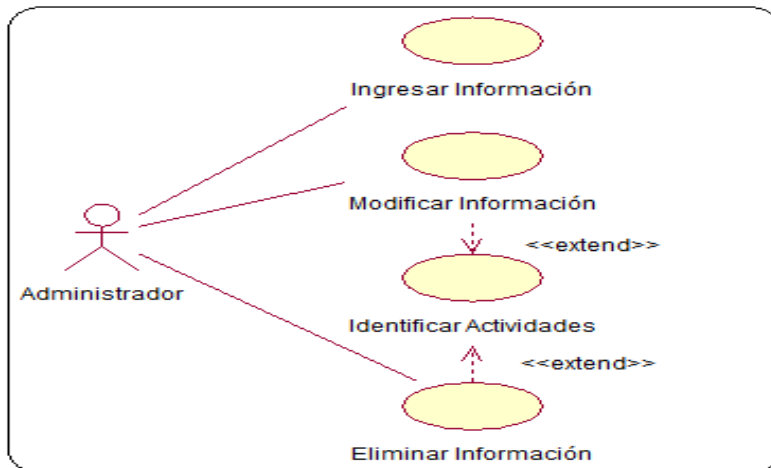 Ingresar Información
Modificar Información
<<extend>>
Administrador
Identificar Actividades
<<extend>>
Eliminar Información